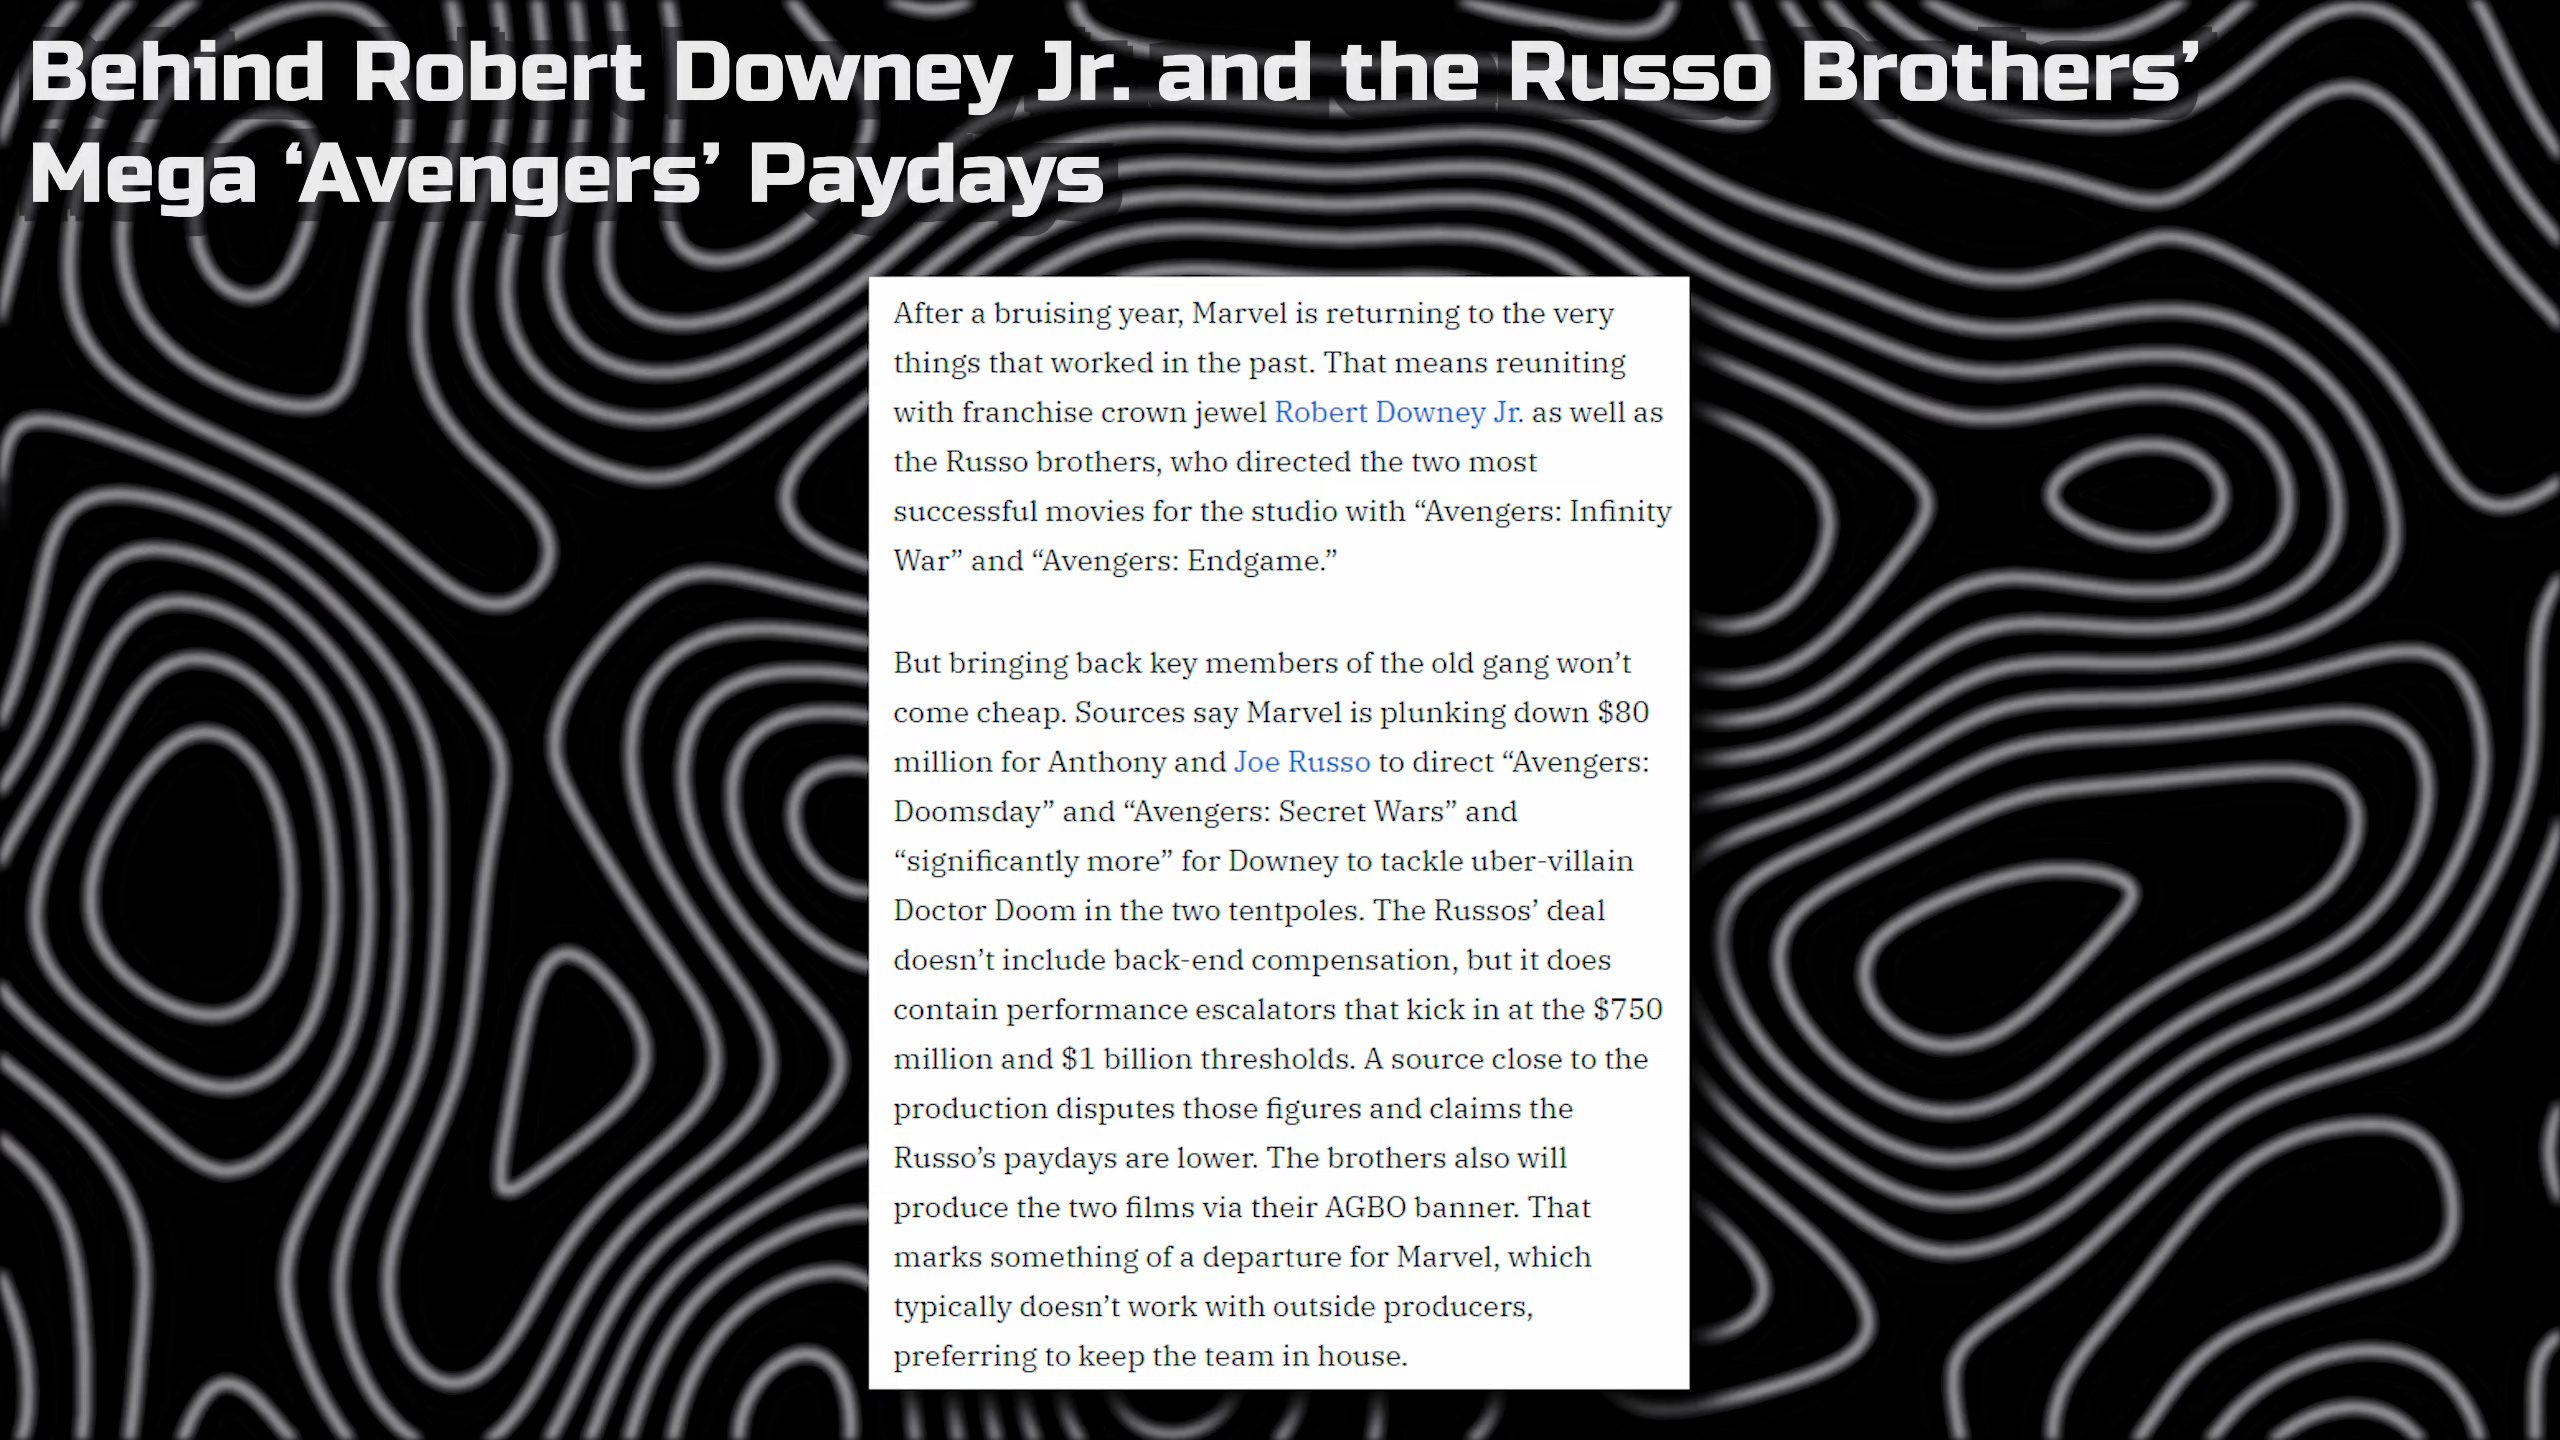 Behind Robert Downey Jr. and the Russo Brothers’
Mega ‘Avengers’ Paydays
After a bruising year, Marvel is returning to the very
things that worked in the past. That means reuniting
with franchise crown jewel Robert Downey Jr. as well as
the Russo brothers, who directed the two most
successful movies for the studio with “Avengers: Infinity
War” and “Avengers: Endgame.”
But bringing back key members of the old gang won’t
come cheap. Sources say Marvel is plunking down $80
million for Anthony and Joe Russo to direct “Avengers:
Doomsday” and “Avengers: Secret Wars” and
“significantly more” for Downey to tackle uber-villain
Doctor Doom in the two tentpoles. The Russos’ deal
doesn’t include back-end compensation, but it does
contain performance escalators that kick in at the $750
million and $1 billion thresholds. A source close to the
production disputes those figures and claims the
Russo’s paydays are lower. The brothers also will
produce the two films via their AGBO banner. That
marks something of a departure for Marvel, which
typically doesn’t work with outside producers,
preferring to keep the team in house.